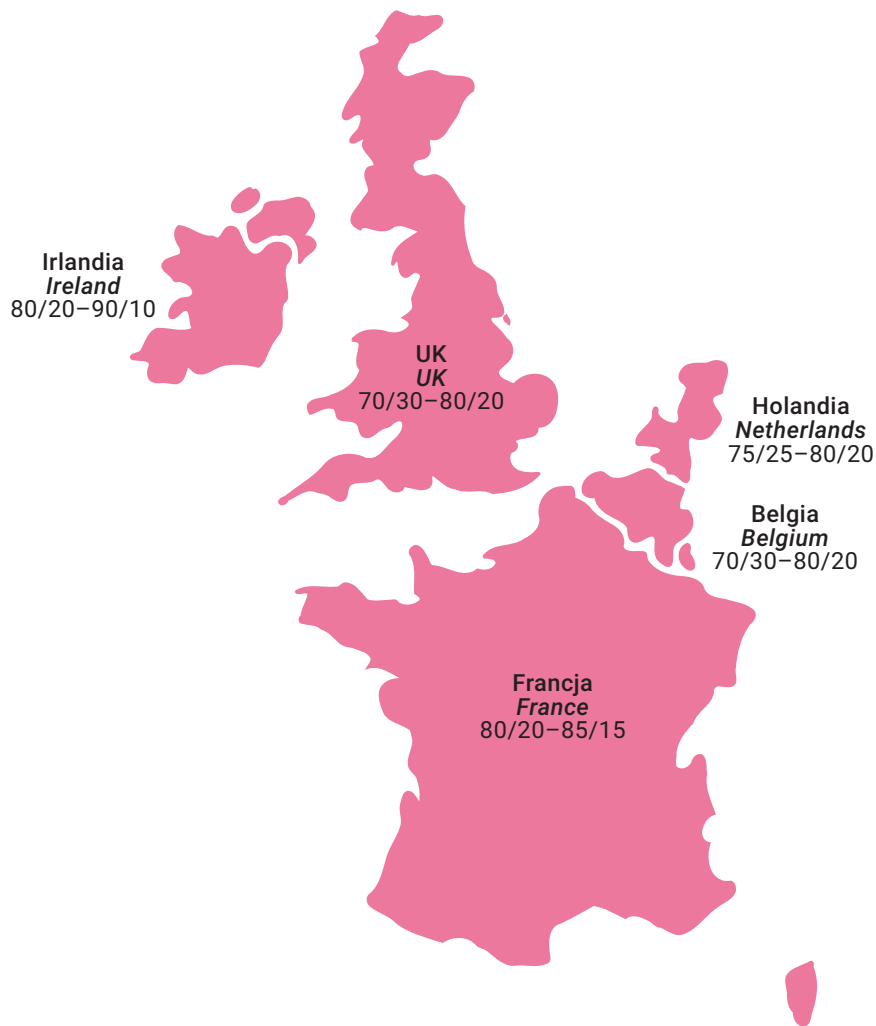 Irlandia
Ireland
80/20–90/10
UK
UK
70/30–80/20
Holandia
Netherlands
75/25–80/20
Belgia
Belgium
70/30–80/20
Francja
France
80/20–85/15